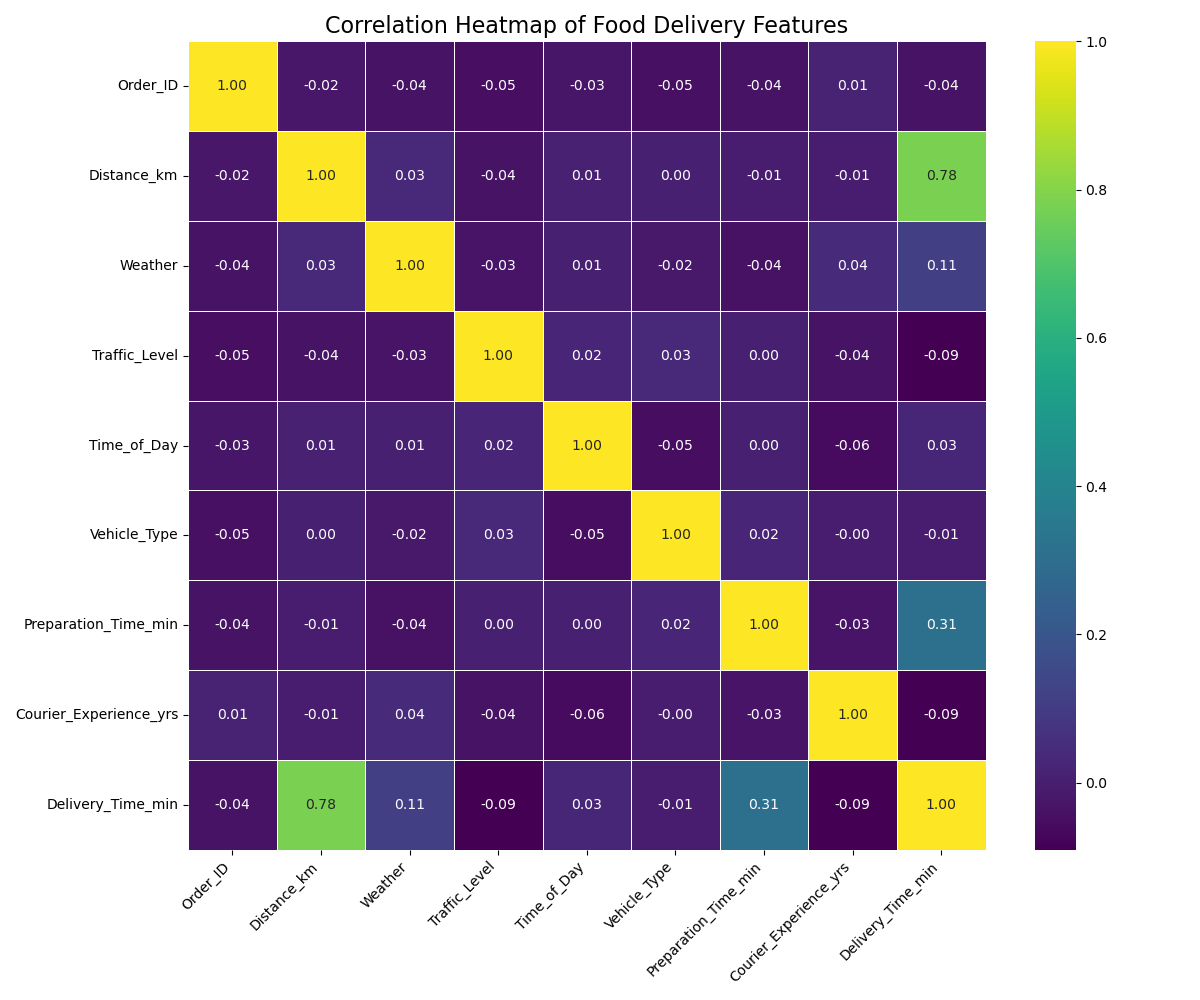 Correlation Heatmap of Food Delivery Features
Order_ID 1.00 -0.02 -0.04 -0.05 -0.03 -0.05 -0.04 0.01 -0.04
Distance_km -0.02 1.00 0.03 -0.04 0.01 0.00 -0.01 -0.01 0.78
Weather -0.04 0.03 1.00 -0.03 0.01 -0.02 -0.04 0.04 0.11
Traffic_Level -0.05 -0.04 -0.03 1.00 0.02 0.03 0.00 -0.04 -0.09
Time_of_Day -0.03 0.01 0.01 0.02 1.00 -0.05 0.00 -0.06 0.03
Vehicle_Type -0.05 0.00 -0.02 0.03 -0.05 1.00 0.02 -0.00 -0.01
Preparation_Time_min -0.04 -0.01 -0.04 0.00 0.00 0.02 1.00 -0.03 0.31
Courier_Experience_yrs 0.01 -0.01 0.04 -0.04 -0.06 -0.00 -0.03 1.00 -0.09
Delivery_Time_min -0.04 0.78 0.11 -0.09 0.03 -0.01 0.31 -0.09 1.00
Order_ID
Distance_km
Weather
Traffic_Level
Time_of_Day
Vehicle_Type
Preparation_Time_min
Courier_Experience_yrs
Delivery_Time_min
1.0
0.8
0.6
0.4
0.2
0.0